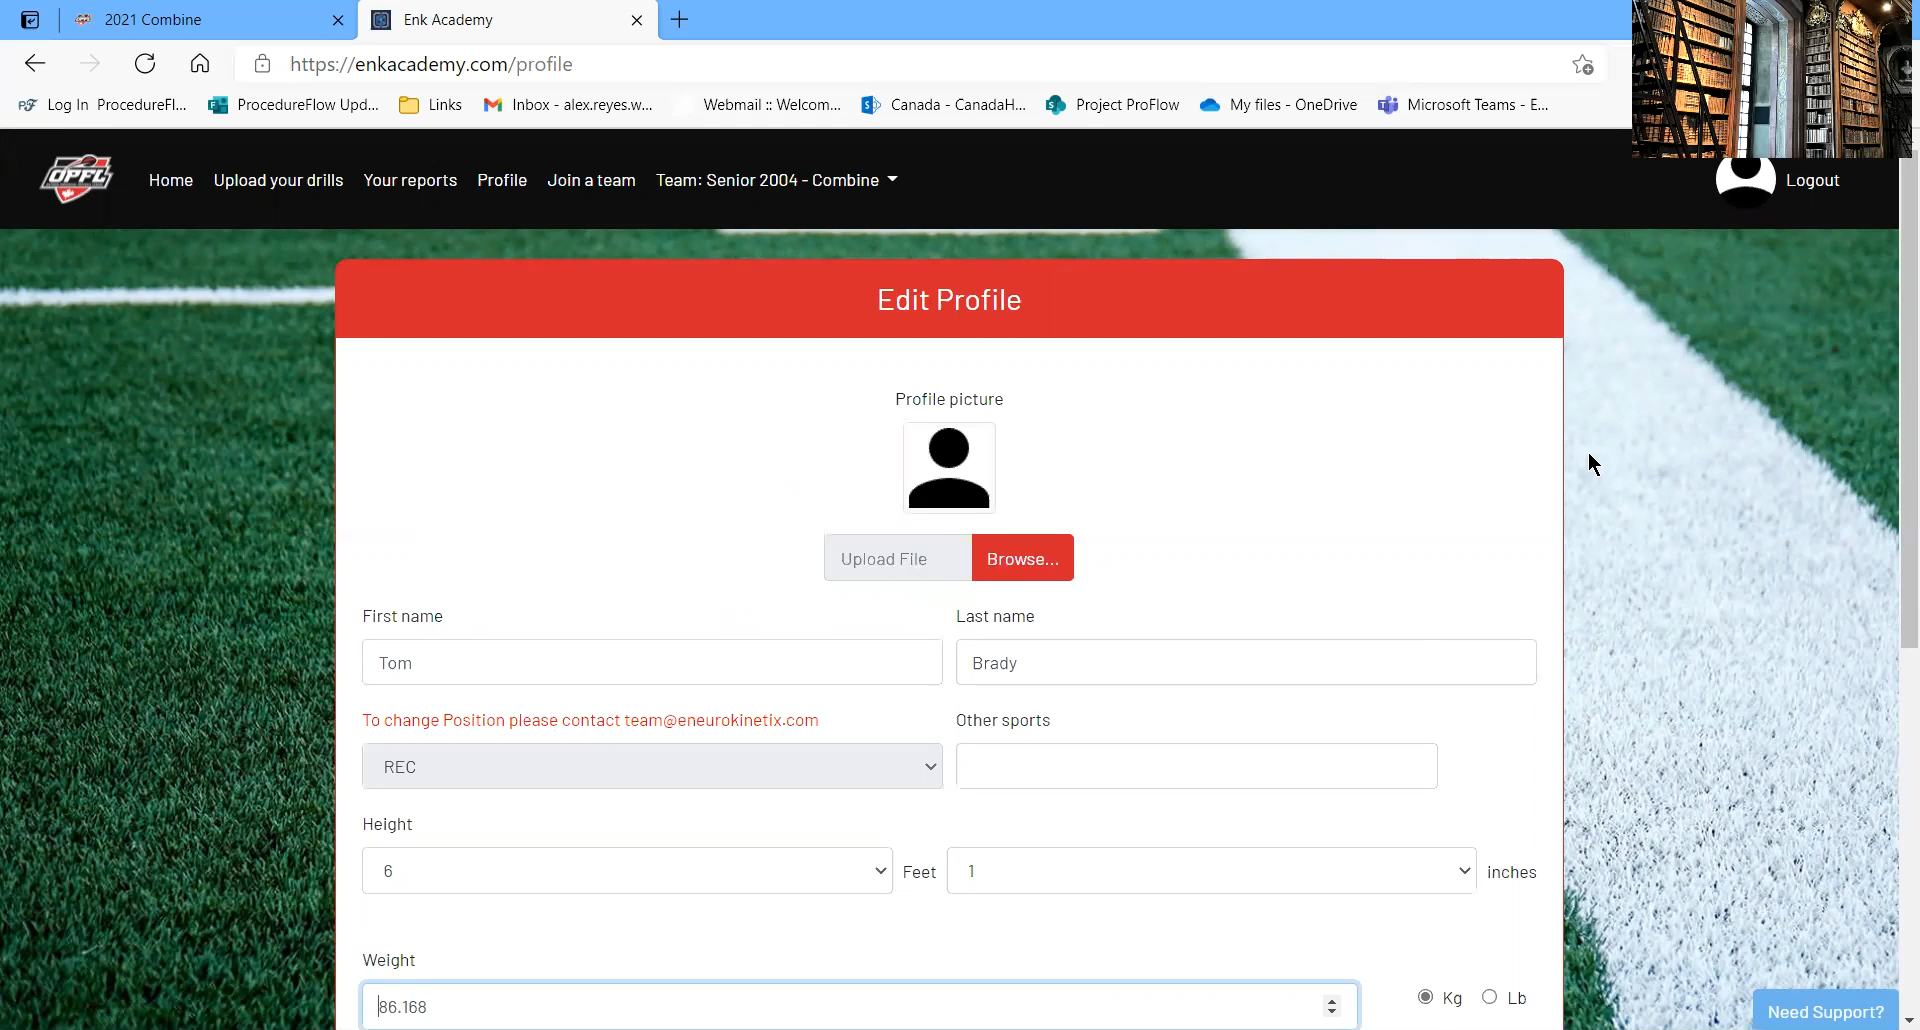 2021 Combine
Enk Academy
https://enkacademy.com/profile
Log In ProcedureFl...
ProcedureFlow Upd...
Links
Inbox - alex.reyes.w...
Webmail :: Welcom...
Canada - CanadaH...
Project ProFlow
My files - OneDrive
Microsoft Teams - E...
OPFL
Home
Upload your drills
Your reports
Profile
Join a team
Team: Senior 2004 - Combine
Logout
Edit Profile
Profile picture
Upload File
Browse...
First name
Last name
Tom
Brady
To change Position please contact team@eneurokinetix.com
Other sports
REC
Height
6
Feet
1
inches
Weight
86.168
Kg
Lb
Need Support?